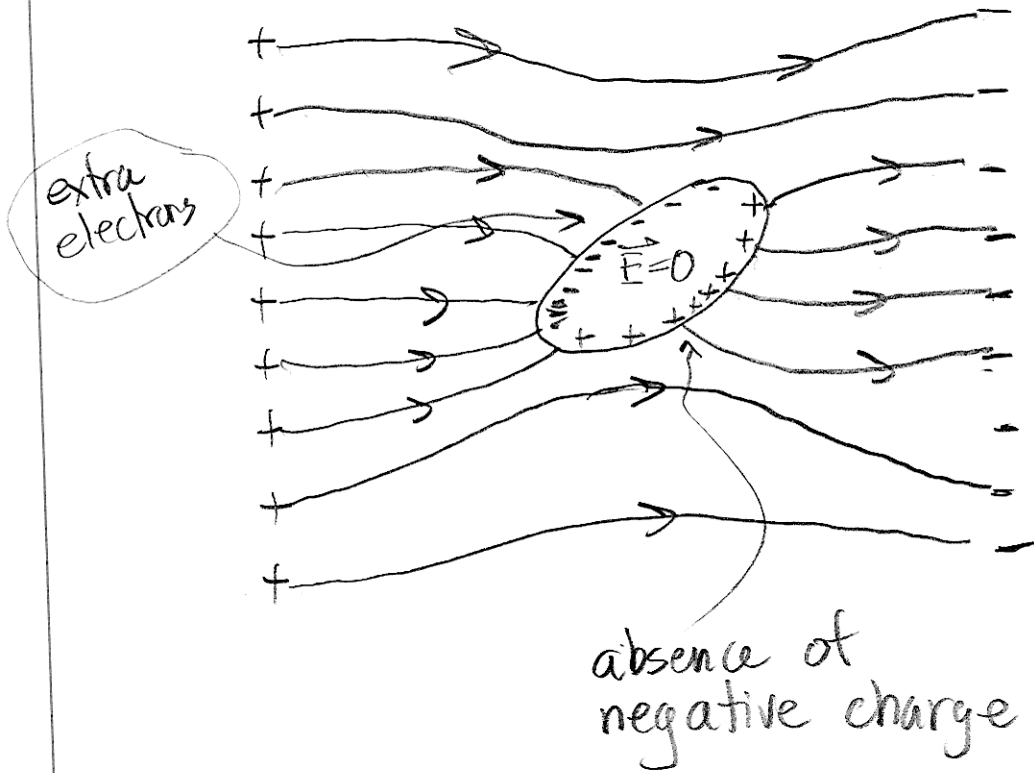 extra
electrons
E=0
absence of
negative charge